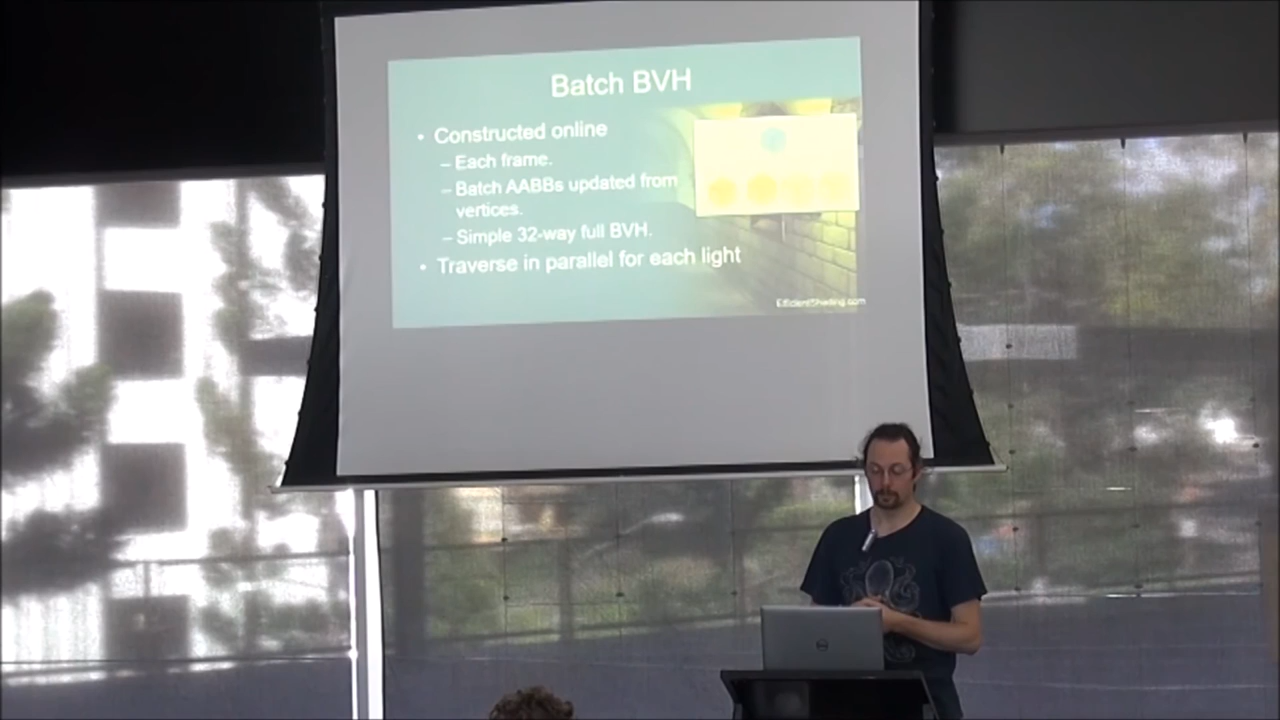 Batch BVH
• Constructed online
– Each frame.
– Batch AABBs updated from
vertices.
– Simple 32-way full BVH.
• Traverse in parallel for each light
EfficientShading.com
DELL